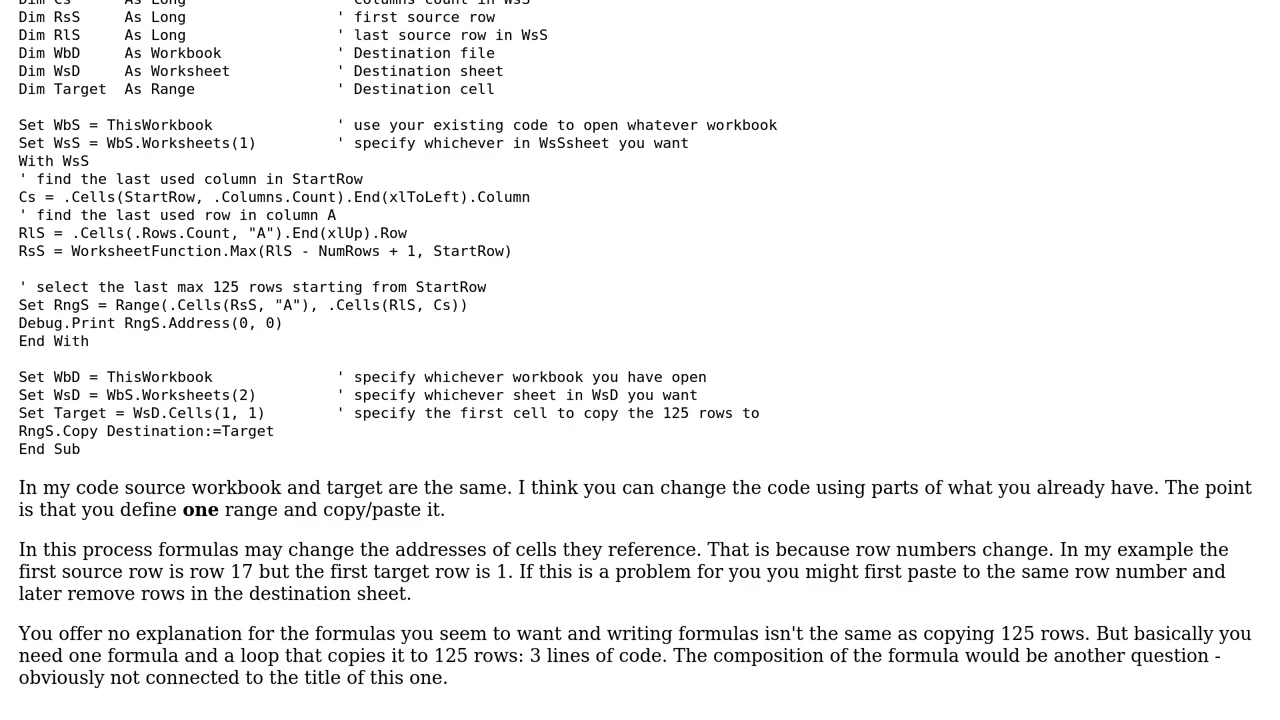 Dim Cs      As Long                 ' Columns count in WsS
Dim RsS     As Long                 ' first source row
Dim RlS     As Long                 ' last source row in WsS
Dim WbD     As Workbook             ' Destination file
Dim WsD     As Worksheet            ' Destination sheet
Dim Target  As Range                ' Destination cell

Set WbS = ThisWorkbook              ' use your existing code to open whatever workbook
Set WsS = WbS.Worksheets(1)         ' specify whichever in WsSsheet you want
With WsS
' find the last used column in StartRow
Cs = .Cells(StartRow, .Columns.Count).End(xlToLeft).Column
' find the last used row in column A
RlS = .Cells(.Rows.Count, "A").End(xlUp).Row
RsS = WorksheetFunction.Max(RlS - NumRows + 1, StartRow)

' select the last max 125 rows starting from StartRow
Set RngS = Range(.Cells(RsS, "A"), .Cells(RlS, Cs))
Debug.Print RngS.Address(0, 0)
End With

Set WbD = ThisWorkbook              ' specify whichever workbook you have open
Set WsD = WbS.Worksheets(2)         ' specify whichever sheet in WsD you want
Set Target = WsD.Cells(1, 1)        ' specify the first cell to copy the 125 rows to
RngS.Copy Destination:=Target
End Sub

In my code source workbook and target are the same. I think you can change the code using parts of what you already have. The point
is that you define one range and copy/paste it.

In this process formulas may change the addresses of cells they reference. That is because row numbers change. In my example the
first source row is row 17 but the first target row is 1. If this is a problem for you you might first paste to the same row number and
later remove rows in the destination sheet.

You offer no explanation for the formulas you seem to want and writing formulas isn't the same as copying 125 rows. But basically you
need one formula and a loop that copies it to 125 rows: 3 lines of code. The composition of the formula would be another question -
obviously not connected to the title of this one.